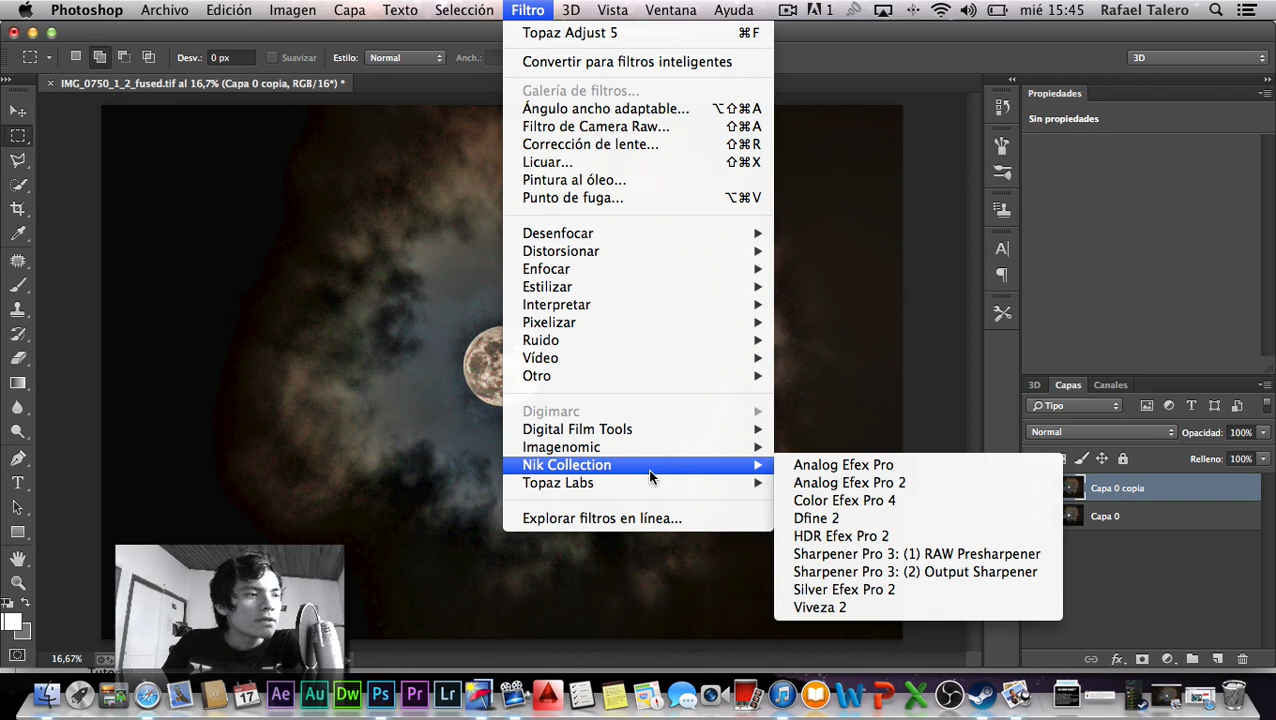 Photoshop Archivo Edición Imagen Capa Texto Selección Filtro 3D Vista Ventana Ayuda 1 mié 15:45 Rafael Talero
Desv.: 0 px Suavizar Estilo: Normal Anch.: 3D
IMG_0750_1_2_fused.tif al 16,7% (Capa 0 copia, RGB/16*) *
Topaz Adjust 5 ⌘F
Convertir para filtros inteligentes
Galería de filtros...
Ángulo ancho adaptable... ⌥⇧⌘A
Filtro de Camera Raw... ⇧⌘A
Corrección de lente... ⇧⌘R
Licuar... ⇧⌘X
Pintura al óleo...
Punto de fuga... ⌥⌘V
Desenfocar
Distorsionar
Enfocar
Estilizar
Interpretar
Pixelizar
Ruido
Vídeo
Otro
Digimarc
Digital Film Tools
Imagenomic
Nik Collection
Topaz Labs
Explorar filtros en línea...
Analog Efex Pro
Analog Efex Pro 2
Color Efex Pro 4
Dfine 2
HDR Efex Pro 2
Sharpener Pro 3: (1) RAW Presharpener
Sharpener Pro 3: (2) Output Sharpener
Silver Efex Pro 2
Viveza 2
Propiedades
Sin propiedades
3D Capas Canales
Tipo
Normal Opacidad: 100%
Relleno: 100%
Capa 0 copia
Capa 0
16,67%
17 Ae Au Dw Ps Pr Lr